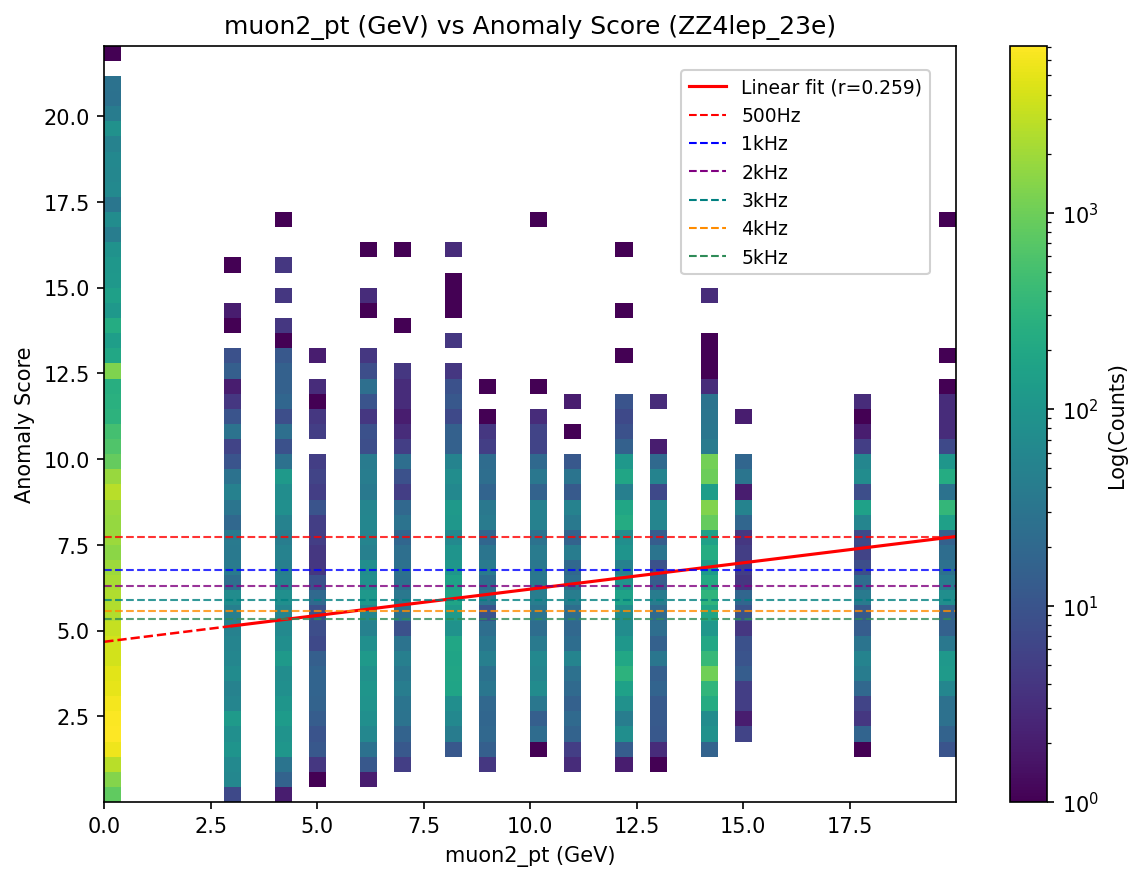 muon2_pt (GeV) vs Anomaly Score (ZZ4lep_23e)
Linear fit (r=0.259)
500Hz
1kHz
2kHz
3kHz
4kHz
5kHz
Anomaly Score
20.0
17.5
15.0
12.5
10.0
7.5
5.0
2.5
0.0
2.5
5.0
7.5
10.0
12.5
15.0
17.5
muon2_pt (GeV)
10³
10²
10¹
10⁰
Log(Counts)